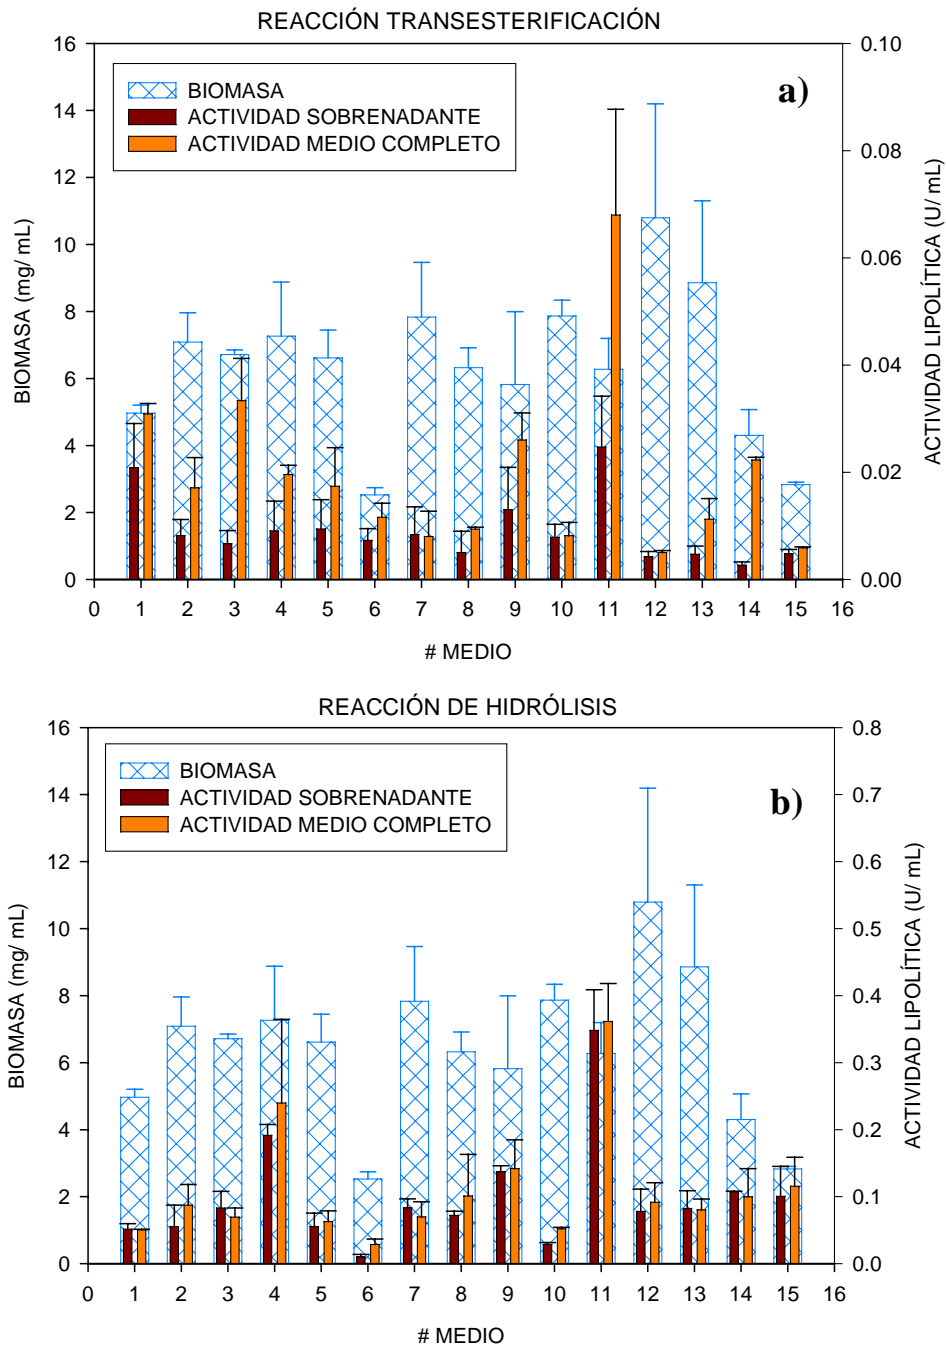 REACCIÓN TRANSESTERIFICACIÓN
a)
BIOMASA
ACTIVIDAD SOBRENADANTE
ACTIVIDAD MEDIO COMPLETO
BIOMASA (mg/ mL)
16
14
12
10
8
6
4
2
0
ACTIVIDAD LIPOLÍTICA (U/ mL)
0.10
0.08
0.06
0.04
0.02
0.00
0 1 2 3 4 5 6 7 8 9 10 11 12 13 14 15 16
# MEDIO
REACCIÓN DE HIDRÓLISIS
b)
BIOMASA
ACTIVIDAD SOBRENADANTE
ACTIVIDAD MEDIO COMPLETO
BIOMASA (mg/ mL)
16
14
12
10
8
6
4
2
0
ACTIVIDAD LIPOLÍTICA (U/ mL)
0.8
0.7
0.6
0.5
0.4
0.3
0.2
0.1
0.0
0 1 2 3 4 5 6 7 8 9 10 11 12 13 14 15 16
# MEDIO